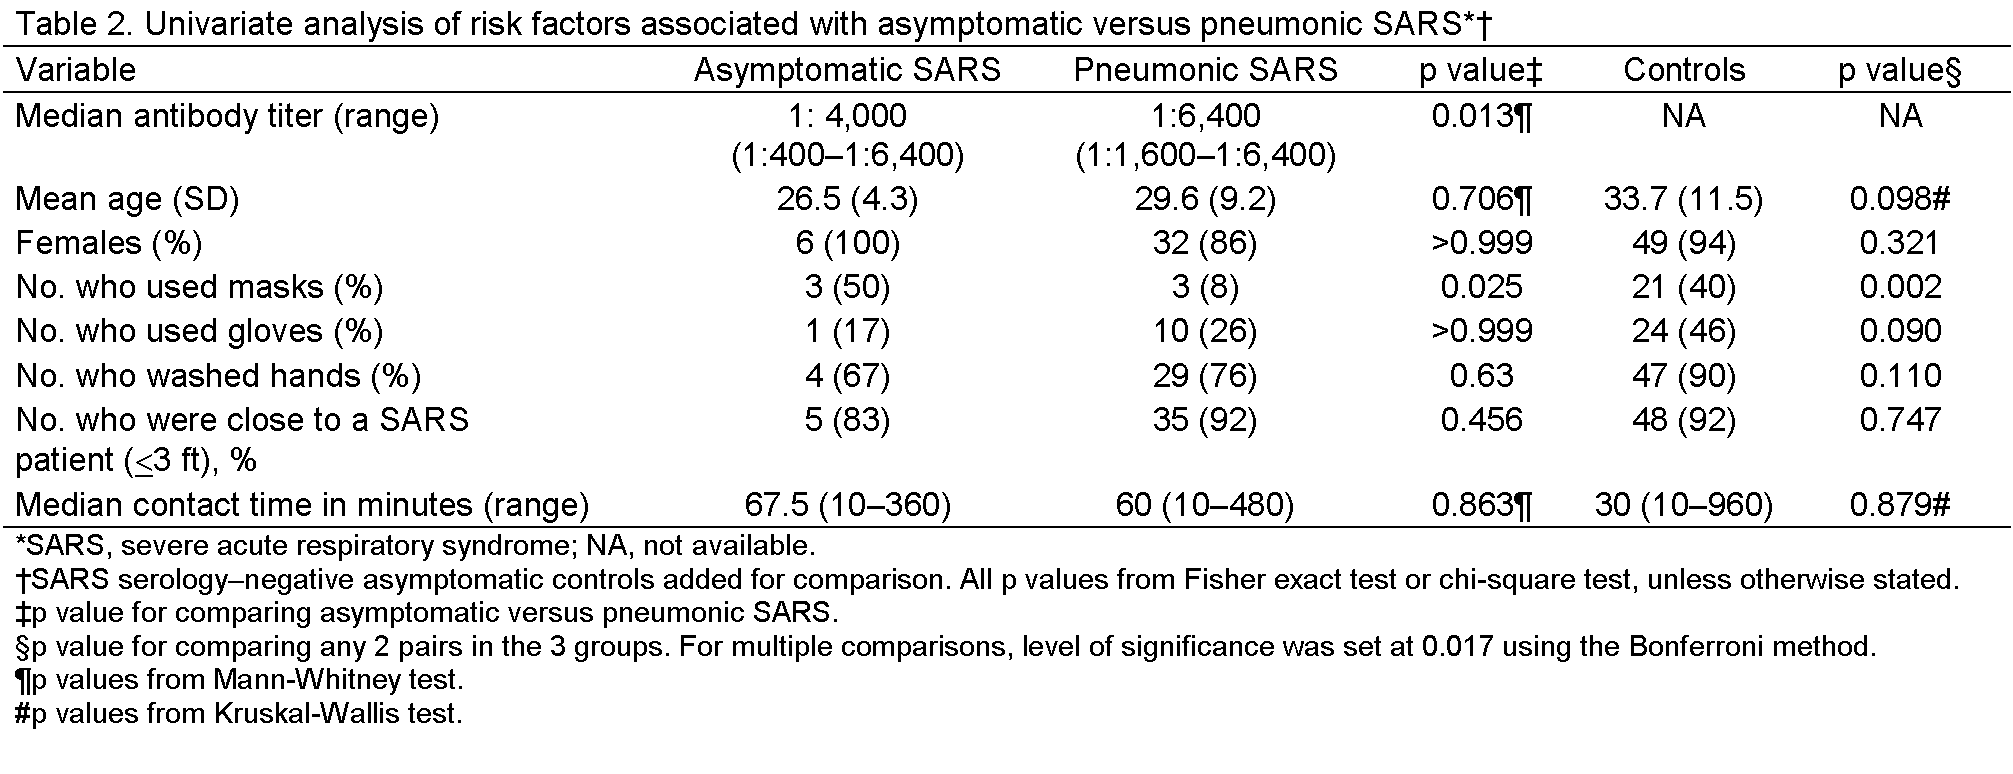 Table 2. Univariate analysis of risk factors associated with asymptomatic versus pneumonic SARS*†
Variable Asymptomatic SARS Pneumonic SARS p value‡ Controls p value§
Median antibody titer (range) 1: 4,000 1:6,400 0.013¶ NA NA
(1:400–1:6,400) (1:1,600–1:6,400)
Mean age (SD) 26.5 (4.3) 29.6 (9.2) 0.706¶ 33.7 (11.5) 0.098#
Females (%) 6 (100) 32 (86) >0.999 49 (94) 0.321
No. who used masks (%) 3 (50) 3 (8) 0.025 21 (40) 0.002
No. who used gloves (%) 1 (17) 10 (26) >0.999 24 (46) 0.090
No. who washed hands (%) 4 (67) 29 (76) 0.63 47 (90) 0.110
No. who were close to a SARS 5 (83) 35 (92) 0.456 48 (92) 0.747
patient (≤3 ft), %
Median contact time in minutes (range) 67.5 (10–360) 60 (10–480) 0.863¶ 30 (10–960) 0.879#
*SARS, severe acute respiratory syndrome; NA, not available.
†SARS serology–negative asymptomatic controls added for comparison. All p values from Fisher exact test or chi-square test, unless otherwise stated.
‡p value for comparing asymptomatic versus pneumonic SARS.
§p value for comparing any 2 pairs in the 3 groups. For multiple comparisons, level of significance was set at 0.017 using the Bonferroni method.
¶p values from Mann-Whitney test.
#p values from Kruskal-Wallis test.